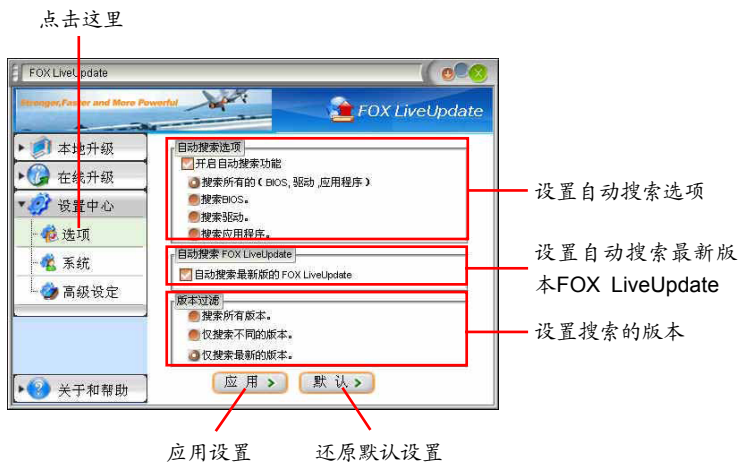 点击这里
FOX LiveUpdate
Stronger,Faster and More Powerful
FOX LiveUpdate
本地升级
在线升级
设置中心
选项
系统
高级设定
关于和帮助
自动搜索选项
开启自动搜索功能
搜索所有的 ( BIOS, 驱动 ,应用程序 )
搜索BIOS。
搜索驱动。
搜索应用程序。
自动搜索 FOX LiveUpdate
自动搜索最新版的 FOX LiveUpdate
版本过滤
搜索所有版本。
仅搜索不同的版本。
仅搜索最新的版本。
应 用
默 认
设置自动搜索选项
设置自动搜索最新版
本FOX LiveUpdate
设置搜索的版本
应用设置
还原默认设置